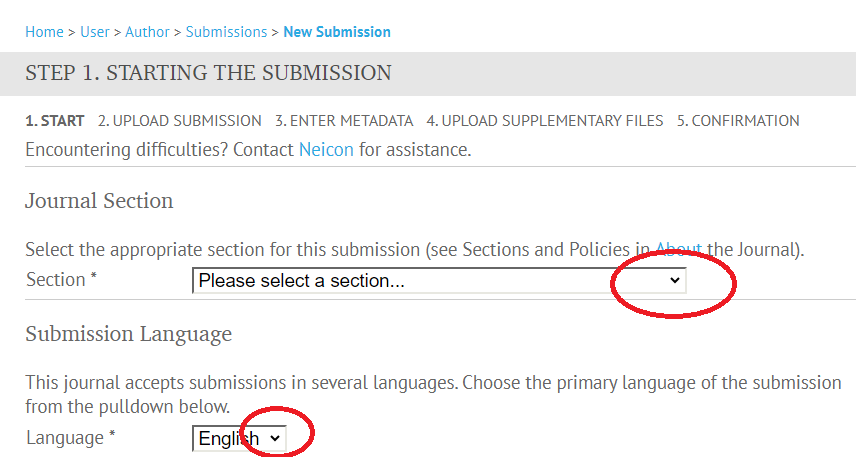 Home > User > Author > Submissions > New Submission
STEP 1. STARTING THE SUBMISSION
1. START 2. UPLOAD SUBMISSION 3. ENTER METADATA 4. UPLOAD SUPPLEMENTARY FILES 5. CONFIRMATION
Encountering difficulties? Contact Neicon for assistance.
Journal Section
Select the appropriate section for this submission (see Sections and Policies in About the Journal).
Section * Please select a section...
Submission Language
This journal accepts submissions in several languages. Choose the primary language of the submission
from the pulldown below.
Language * English